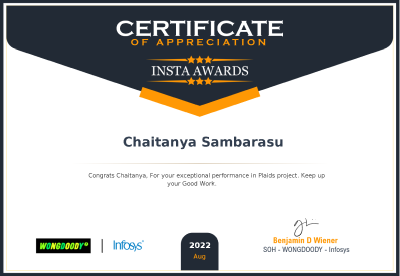 CERTIFICATE
OF APPRECIATION
INSTA AWARDS
Chaitanya Sambarasu
Congrats Chaitanya, For your exceptional performance in Plaids project. Keep up
your Good Work.
WONGDOODY
Infosys
2022
Aug
Benjamin D Wiener
SOH - WONGDOODY - Infosys